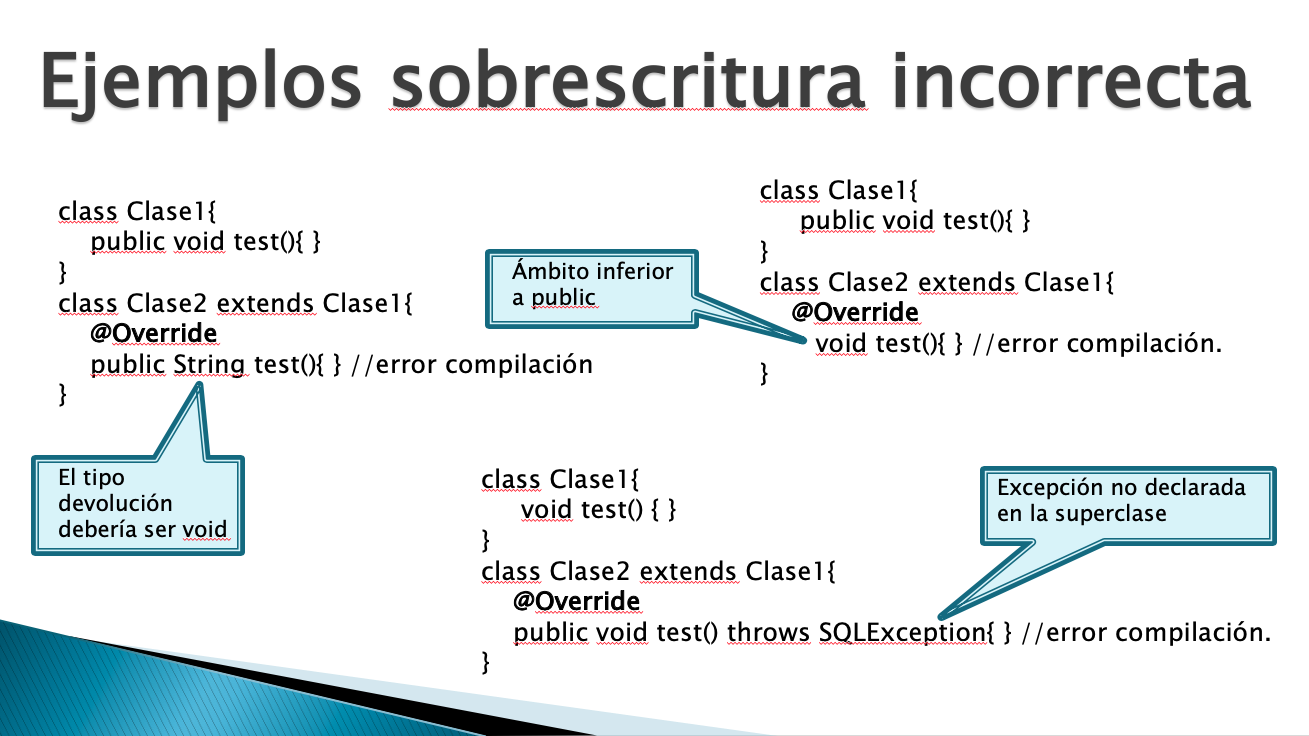 Ejemplos sobrescritura incorrecta
class Clase1{
public void test(){ }
}
class Clase2 extends Clase1{
@Override
public String test(){ } //error compilación
}
El tipo
devolución
debería ser void
Ámbito inferior
a public
class Clase1{
public void test(){ }
}
class Clase2 extends Clase1{
@Override
void test(){ } //error compilación.
}
class Clase1{
void test() { }
}
class Clase2 extends Clase1{
@Override
public void test() throws SQLException{ } //error compilación.
}
Excepción no declarada
en la superclase